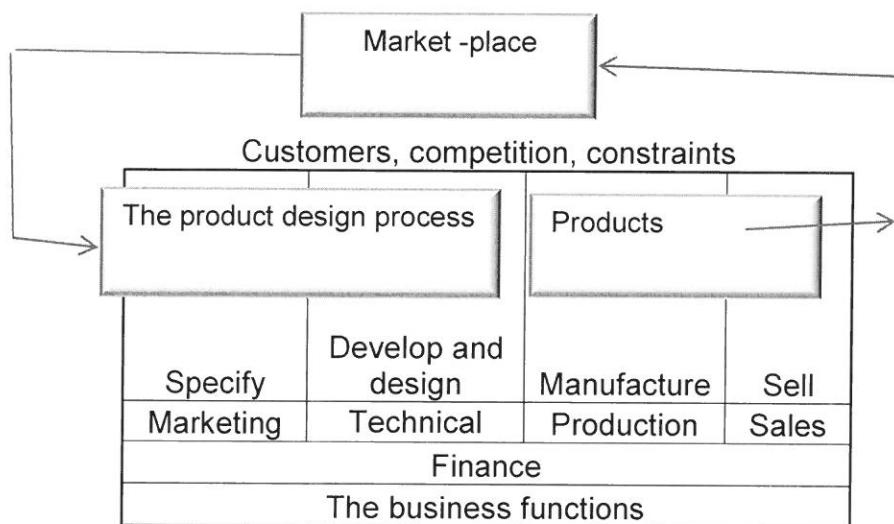 Market -place
Customers, competition, constraints
The product design process
Products
Specify
Develop and
design
Manufacture
Sell
Marketing
Technical
Production
Sales
Finance
The business functions